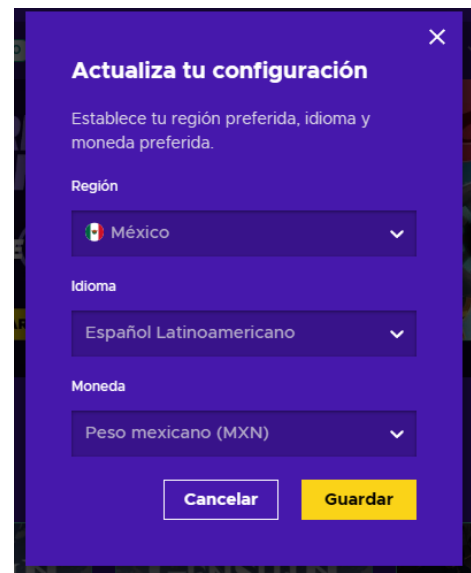 Actualiza tu configuración
Establece tu región preferida, idioma y
moneda preferida.
Región
México
Idioma
Español Latinoamericano
Moneda
Peso mexicano (MXN)
Cancelar
Guardar